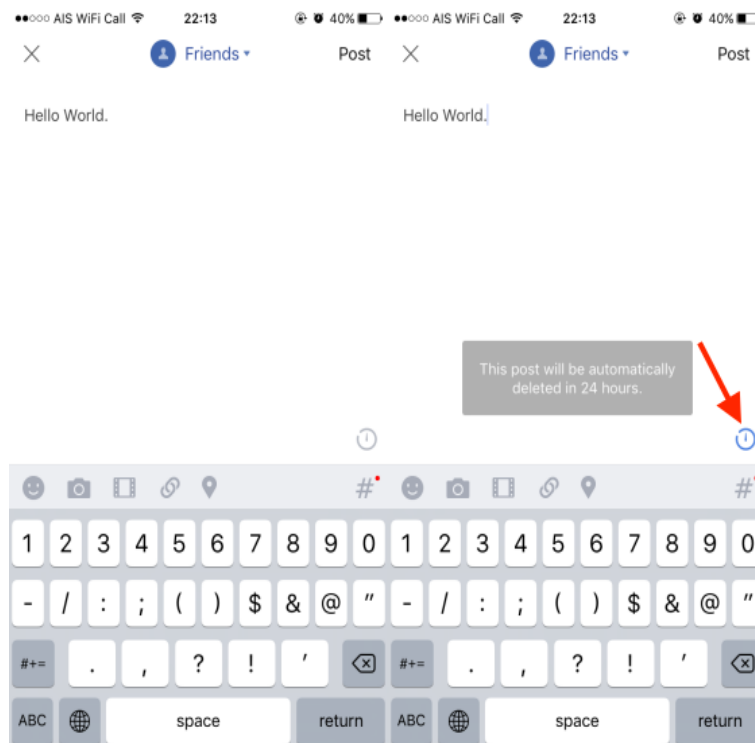 AIS WiFi Call 22:13 40%
Friends Post
Hello World.
#
1 2 3 4 5 6 7 8 9 0
- / : ; ( ) $ & @ "
#+= . , ? ! ’
ABC space return
AIS WiFi Call 22:13 40%
Friends Post
Hello World.
This post will be automatically
deleted in 24 hours.
#
1 2 3 4 5 6 7 8 9 0
- / : ; ( ) $ & @ "
#+= . , ? ! ’
ABC space return